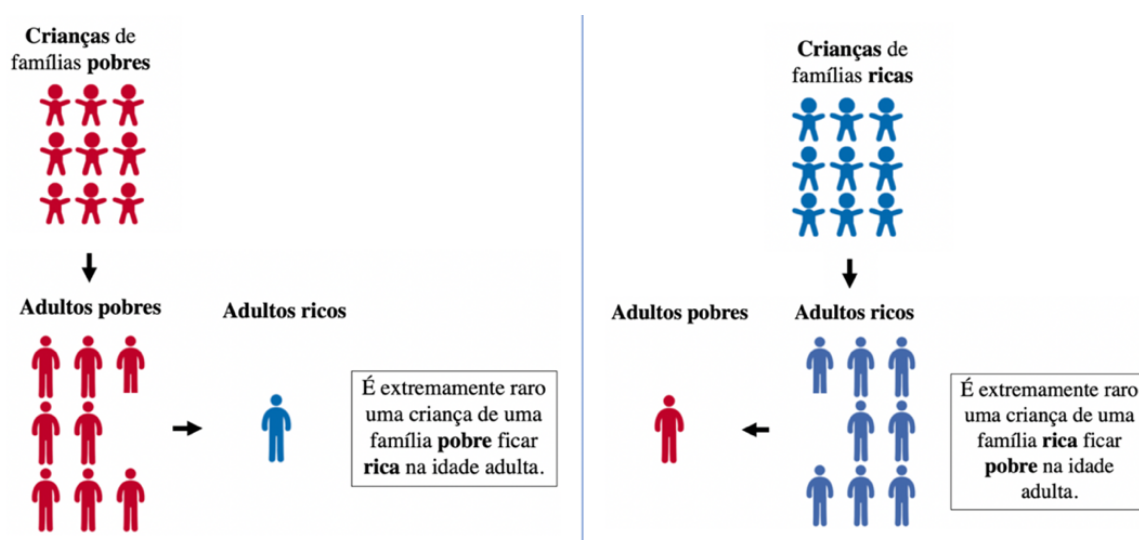 Crianças de
famílias pobres
Adultos pobres
Adultos ricos
É extremamente raro
uma criança de uma
família pobre ficar
rica na idade adulta.
Crianças de
famílias ricas
Adultos pobres
Adultos ricos
É extremamente raro
uma criança de uma
família rica ficar
pobre na idade
adulta.